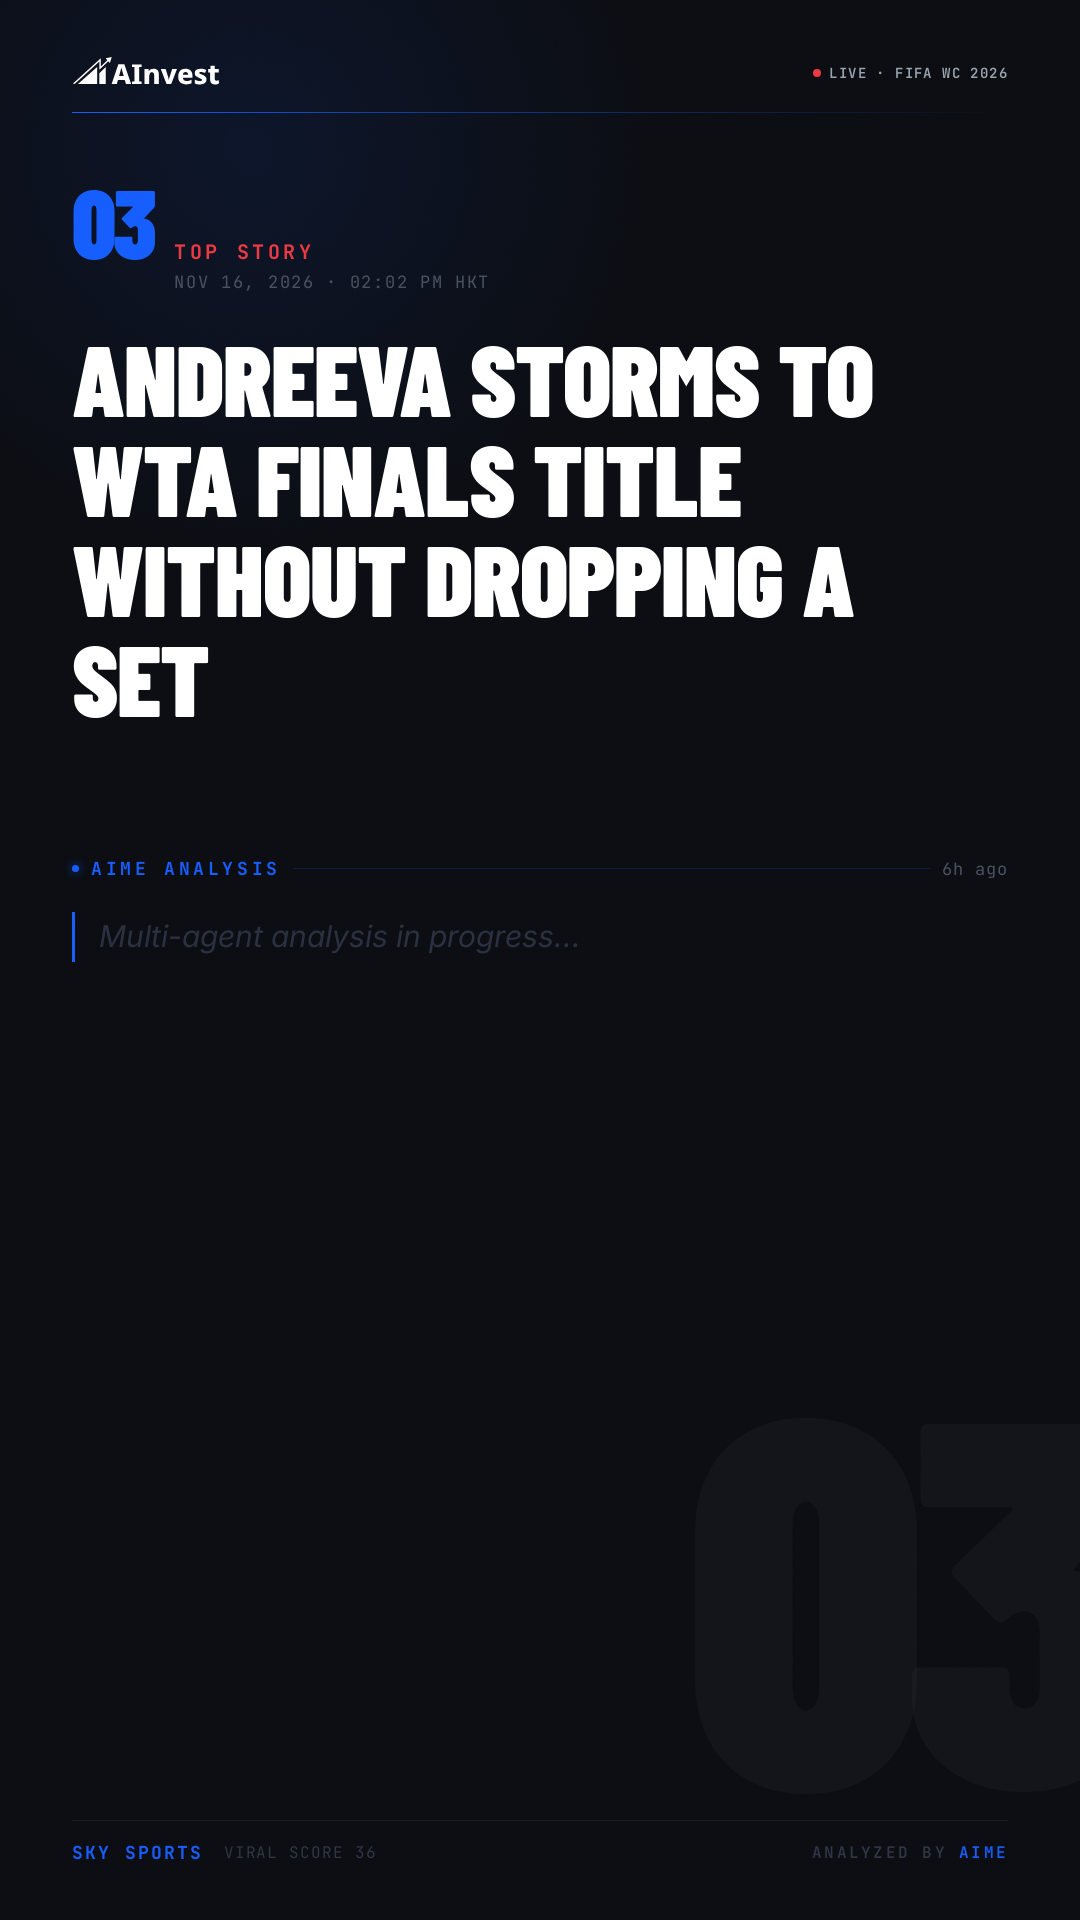 AInvest
LIVE · FIFA WC 2026
03
TOP STORY
NOV 16, 2026 · 02:02 PM HKT
ANDREEVA STORMS TO
WTA FINALS TITLE
WITHOUT DROPPING A
SET
AIME ANALYSIS
6h ago
Multi-agent analysis in progress...
03
SKY SPORTS
VIRAL SCORE 36
ANALYZED BY AIME